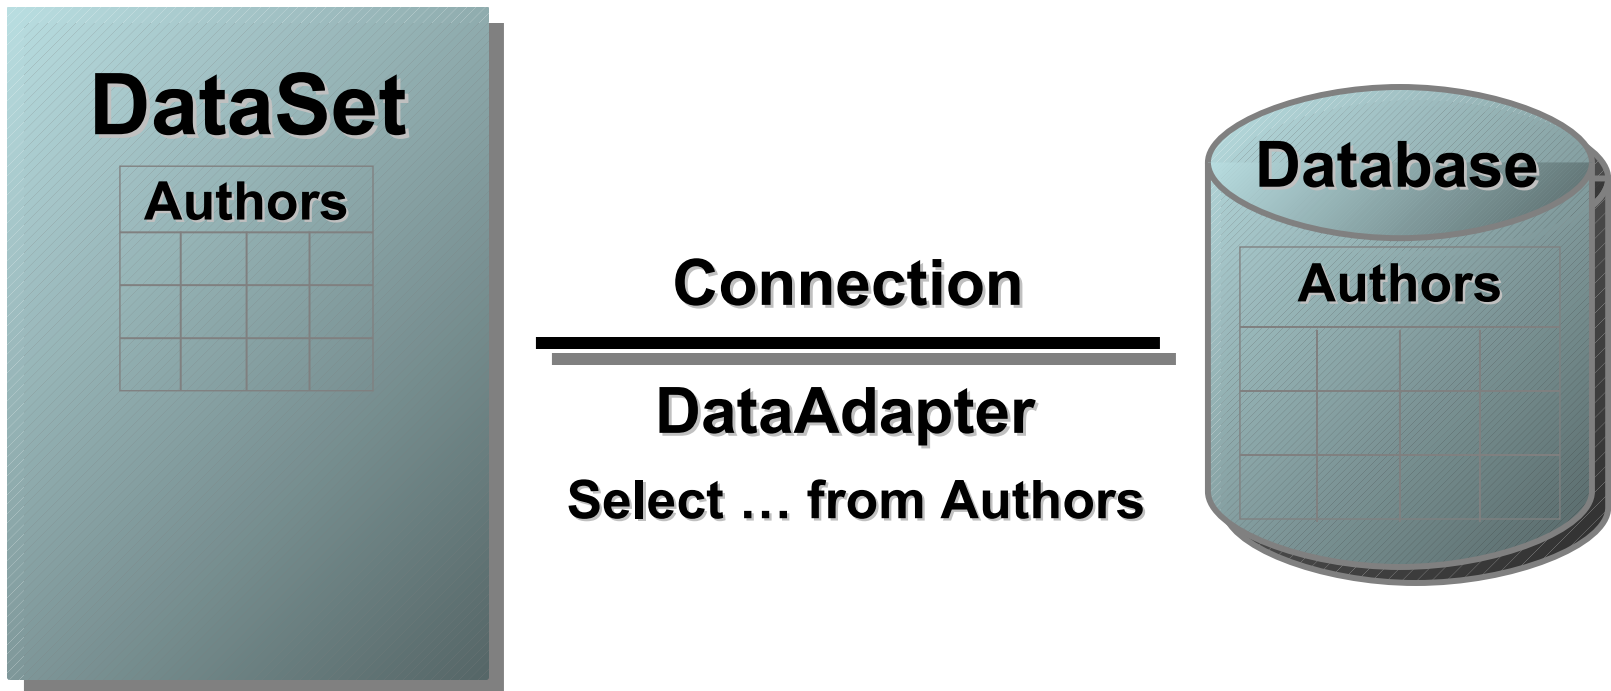 DataSet
Authors
Connection
DataAdapter
Select … from Authors
Database
Authors